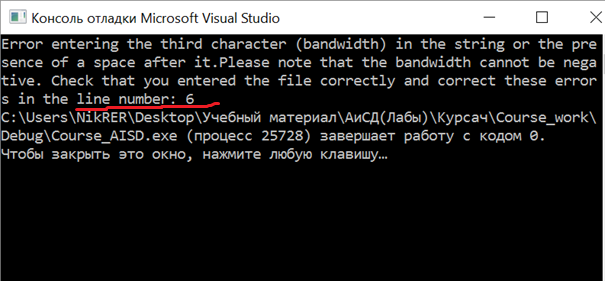 Консоль отладки Microsoft Visual Studio
Error entering the third character (bandwidth) in the string or the pre
sence of a space after it.Please note that the bandwidth cannot be nega
tive. Check that you entered the file correctly and correct these error
s in the line number: 6
C:\Users\NikRER\Desktop\Учебный материал\АиСД(Лабы)\Курсач\Course_work\
Debug\Course_AISD.exe (процесс 25728) завершает работу с кодом 0.
Чтобы закрыть это окно, нажмите любую клавишу…